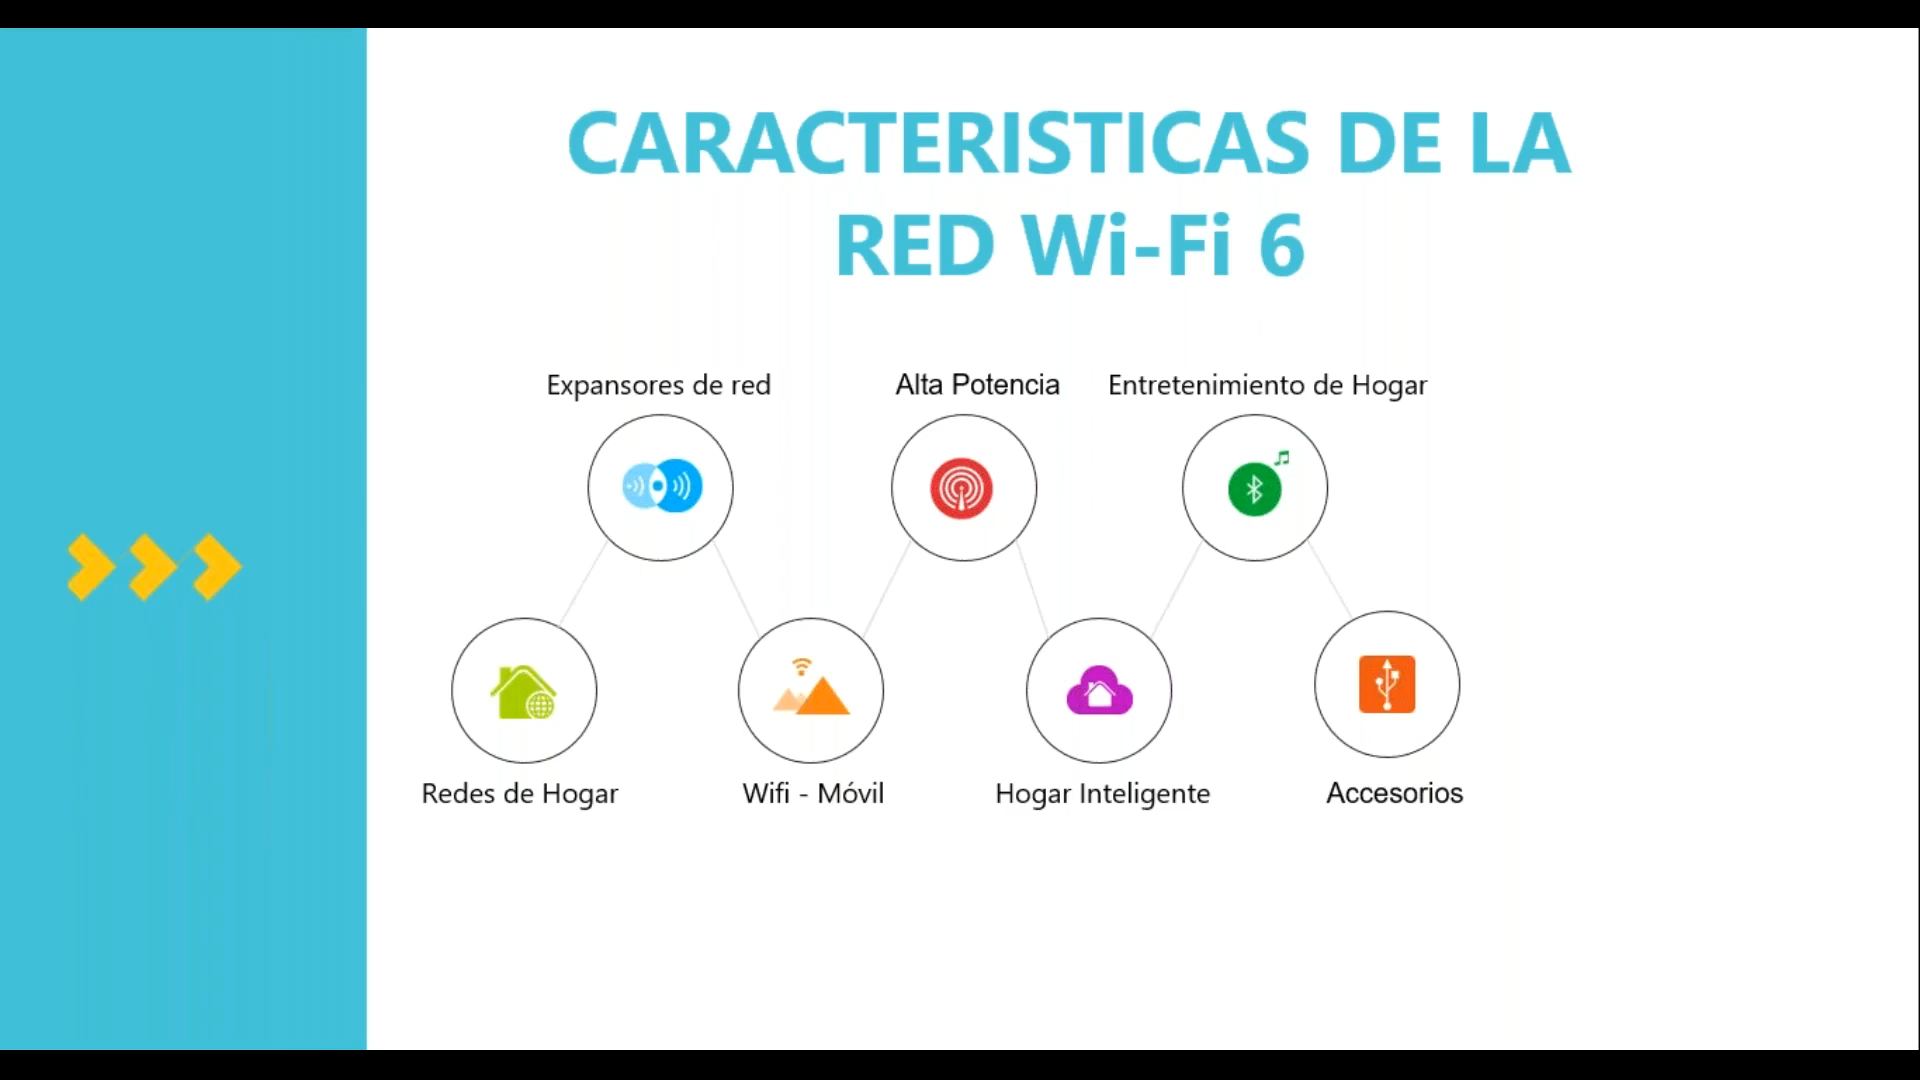 CARACTERISTICAS DE LA
RED Wi-Fi 6
Expansores de red
Alta Potencia
Entretenimiento de Hogar
Redes de Hogar
Wifi - Móvil
Hogar Inteligente
Accesorios